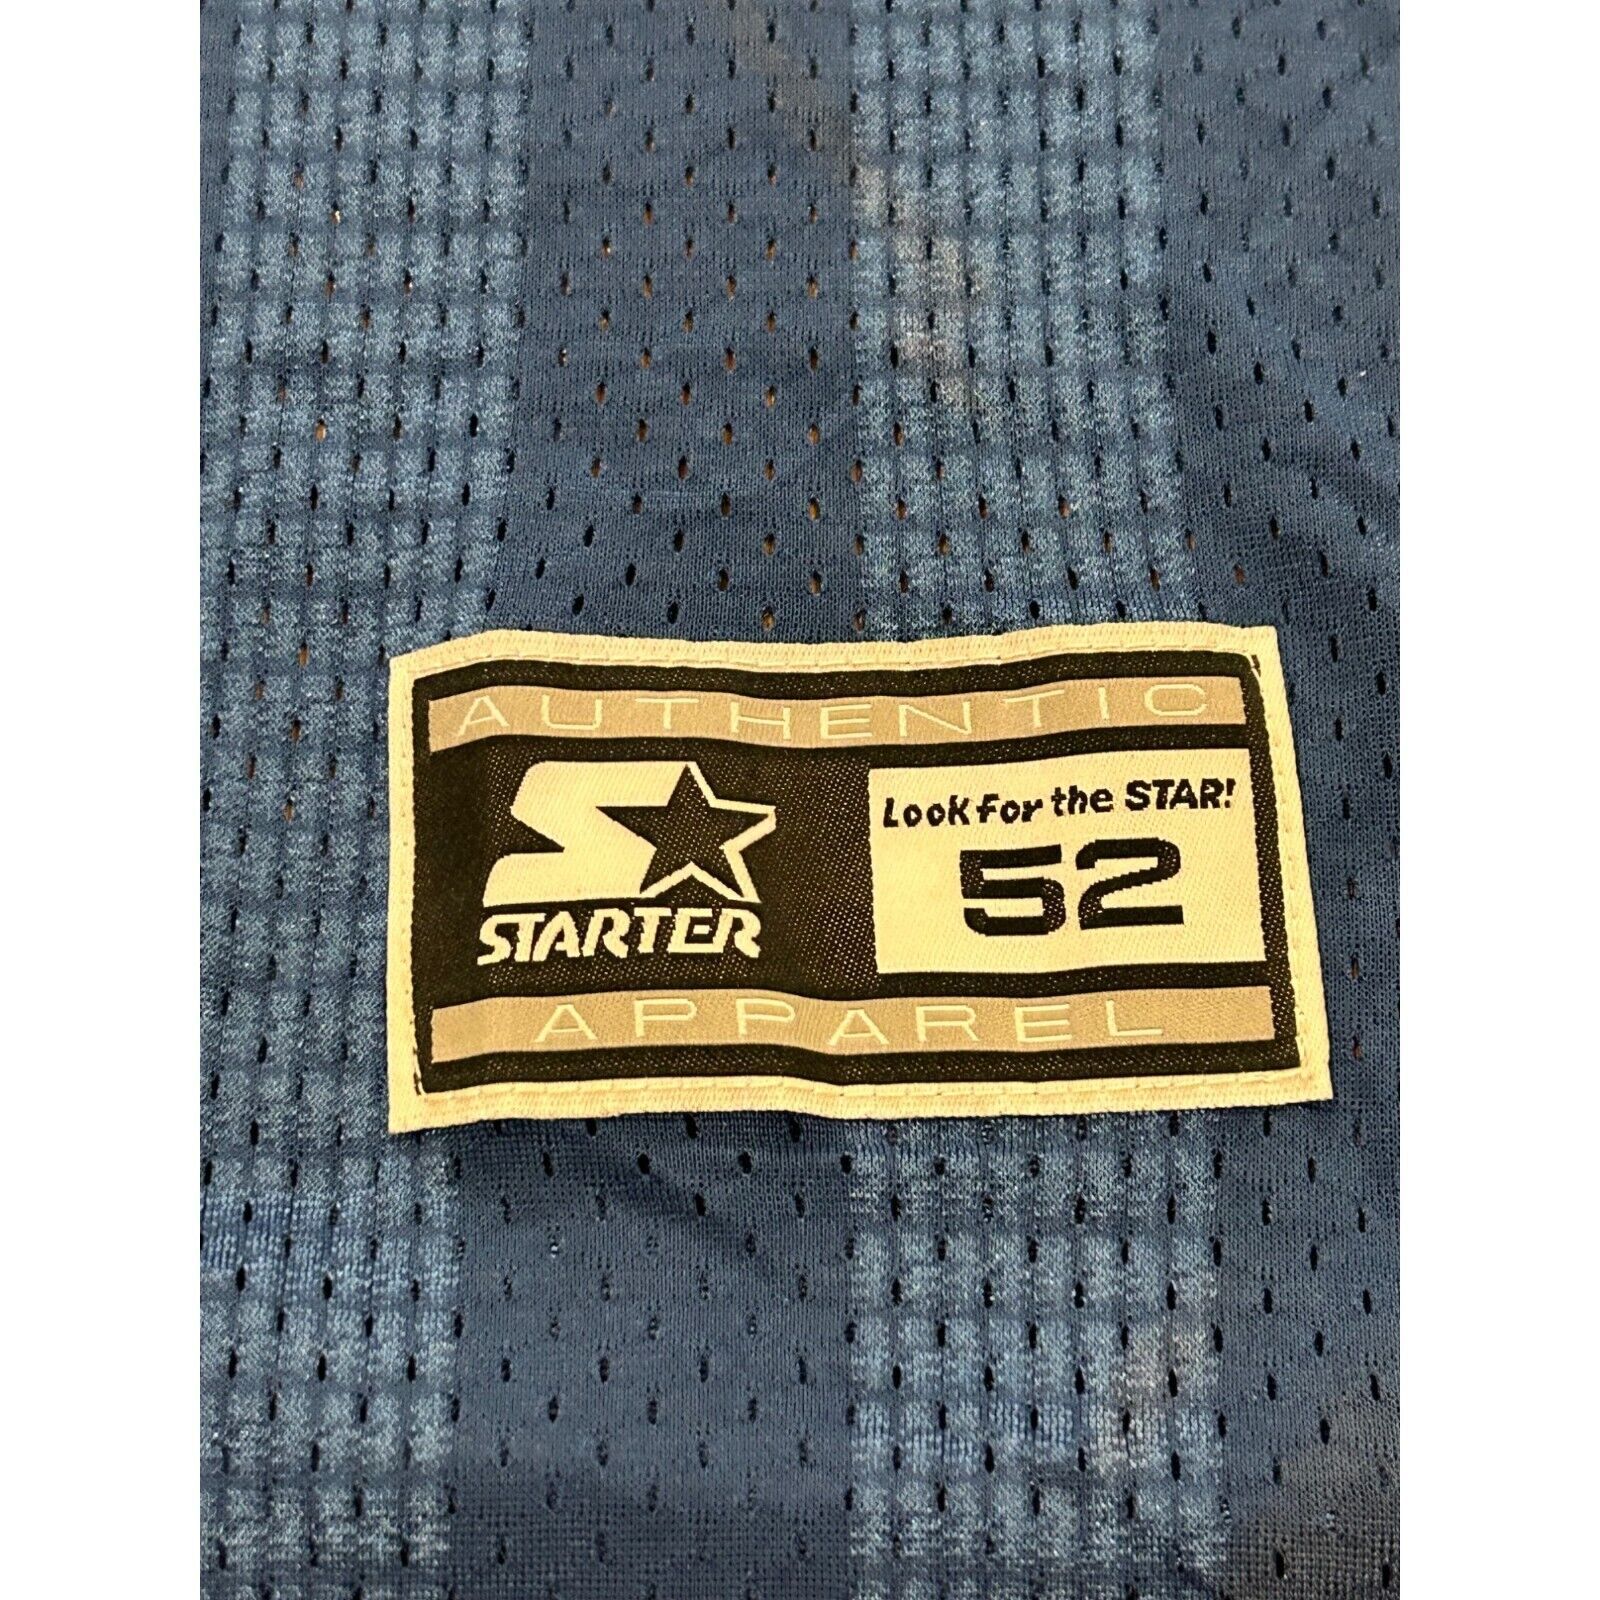 AUTHENTIC
STARTER
Look For the STAR!
52
APPAREL